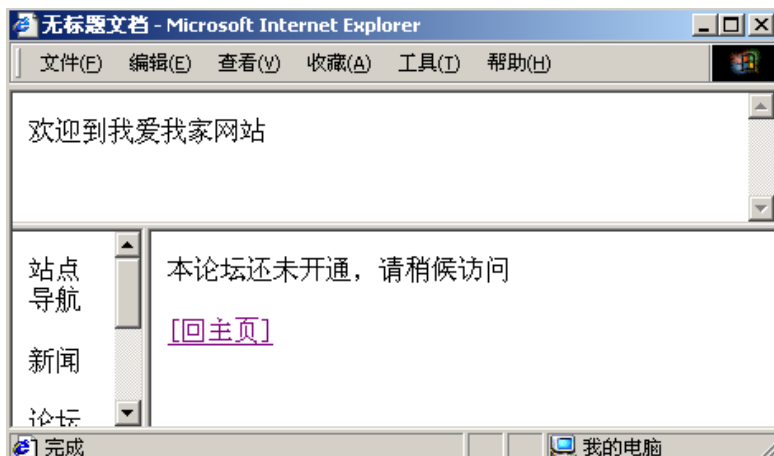 无标题文档 - Microsoft Internet Explorer
文件(F) 编辑(E) 查看(V) 收藏(A) 工具(T) 帮助(H)
欢迎到我爱我家网站
站点
导航
新闻
论坛
本论坛还未开通，请稍候访问
[回主页]
完成
我的电脑